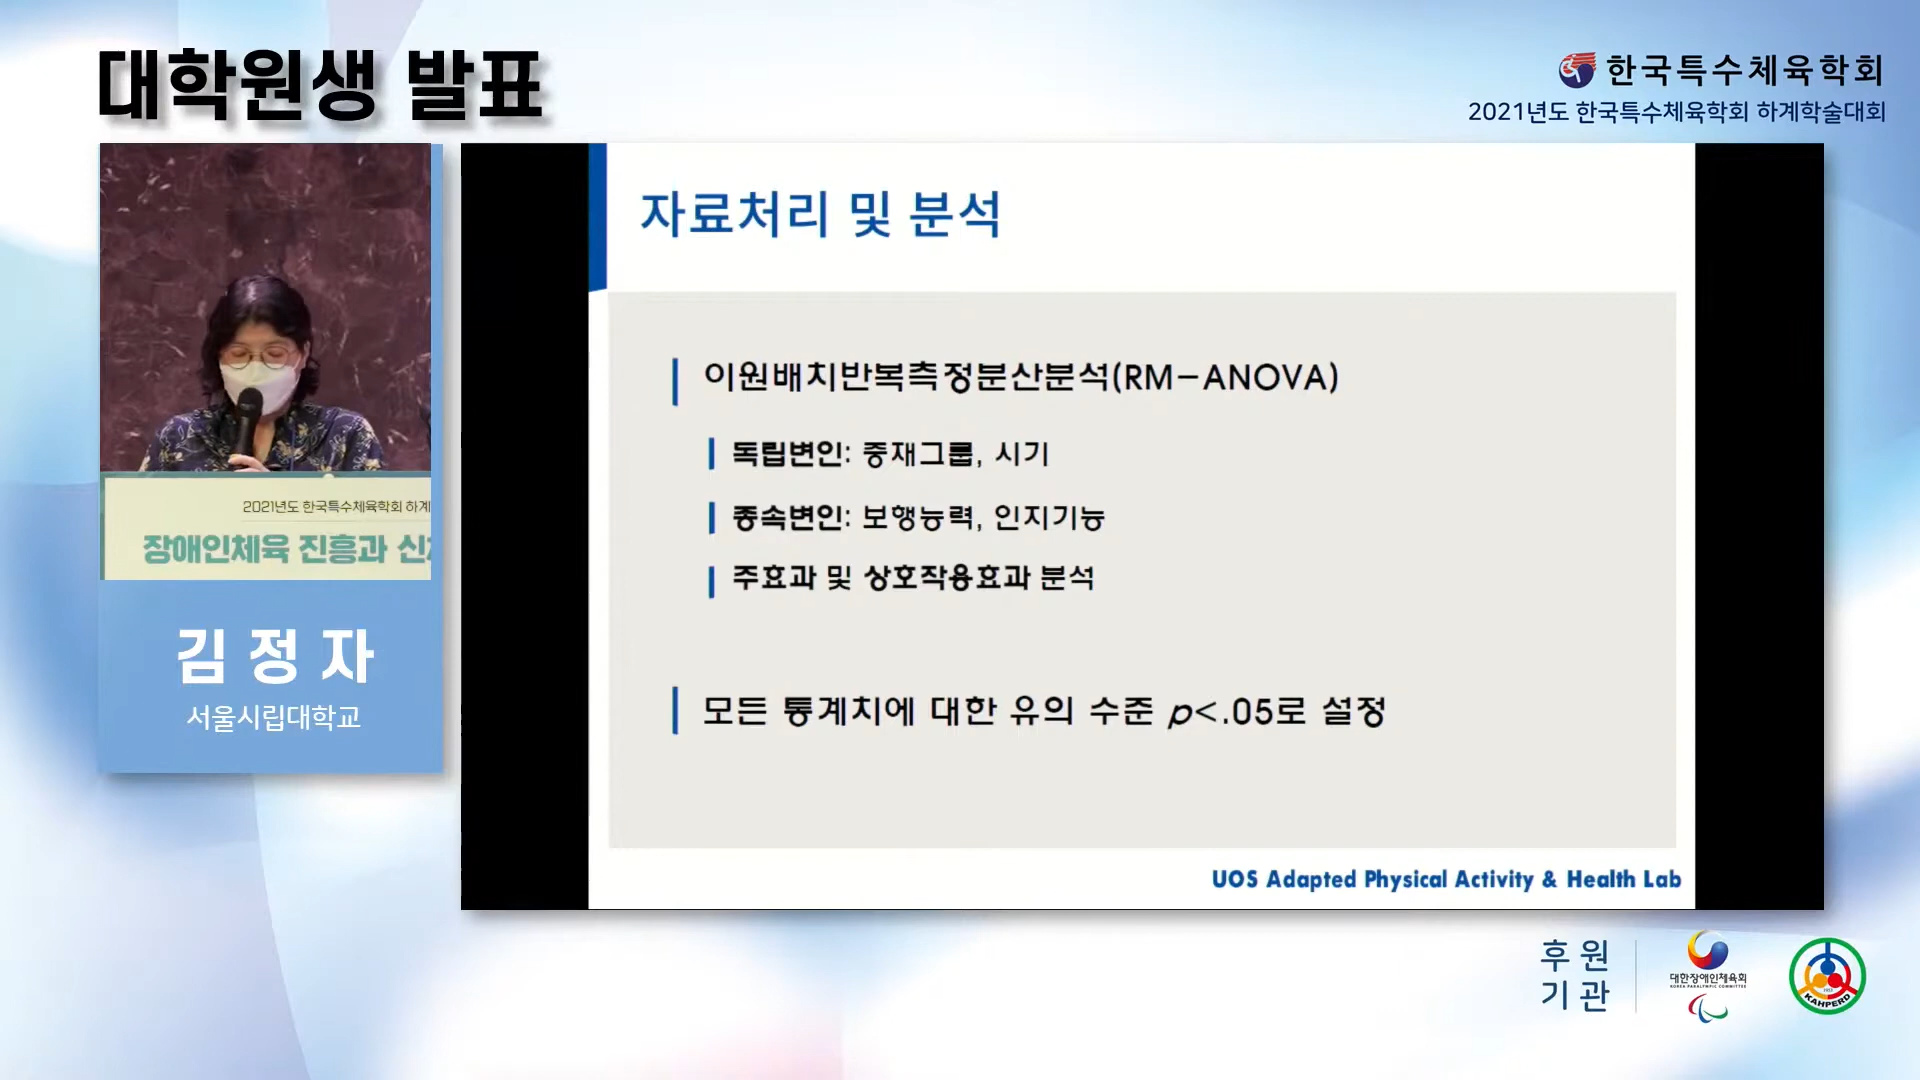 대학원생 발표
한국특수체육학회
2021년도 한국특수체육학회 하계학술대회
2021년도 한국특수체육학회 하계
장애인체육 진흥과 신
김 정 자
서울시립대학교
자료처리 및 분석
이원배치반복측정분산분석(RM-ANOVA)
독립변인: 중재그룹, 시기
종속변인: 보행능력, 인지기능
주효과 및 상호작용효과 분석
모든 통계치에 대한 유의 수준 p<.05로 설정
UOS Adapted Physical Activity & Health Lab
후 원
기 관
대한장애인체육회
KOREA PARALYMPIC COMMITTEE
KAHPERD